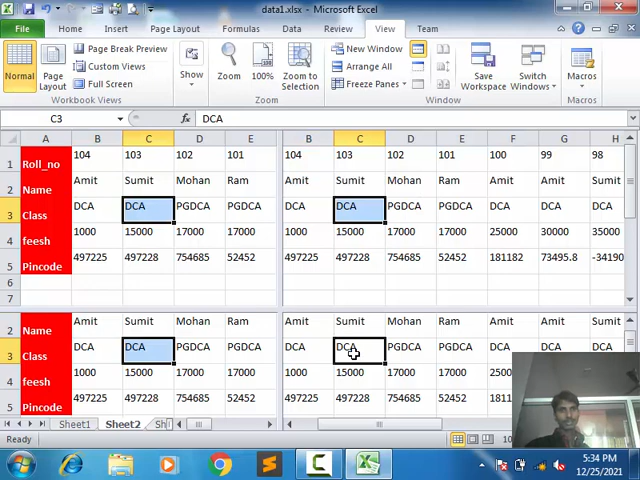 data1.xlsx - Microsoft Excel
File Home Insert Page Layout Formulas Data Review View Team
Normal
Page Layout
Page Break Preview
Custom Views
Full Screen
Workbook Views
Show
Zoom
100%
Zoom to Selection
Zoom
New Window
Arrange All
Freeze Panes
Save Workspace
Switch Windows
Window
Macros
Macros
C3 fx DCA
A B C D E B C D E F G H
1 Roll_no 104 103 102 101 104 103 102 101 100 99 98
2 Name Amit Sumit Mohan Ram Amit Sumit Mohan Ram Amit Amit Sumit
3 Class DCA DCA PGDCA PGDCA DCA DCA PGDCA PGDCA DCA DCA DCA
4 feesh 1000 15000 17000 17000 1000 15000 17000 17000 25000 30000 35000
5 Pincode 497225 497228 754685 52452 497225 497228 754685 52452 181182 73495.8 -34190
6
7
2 Name Amit Sumit Mohan Ram Amit Sumit Mohan Ram Amit Amit Sumit
3 Class DCA DCA PGDCA PGDCA DCA DCA PGDCA PGDCA DCA DCA DCA
4 feesh 1000 15000 17000 17000 1000 15000 17000 17000
5 Pincode 497225 497228 754685 52452 497225 497228 754685 52452
Sheet1 Sheet2
Ready
5:34 PM
12/25/2021